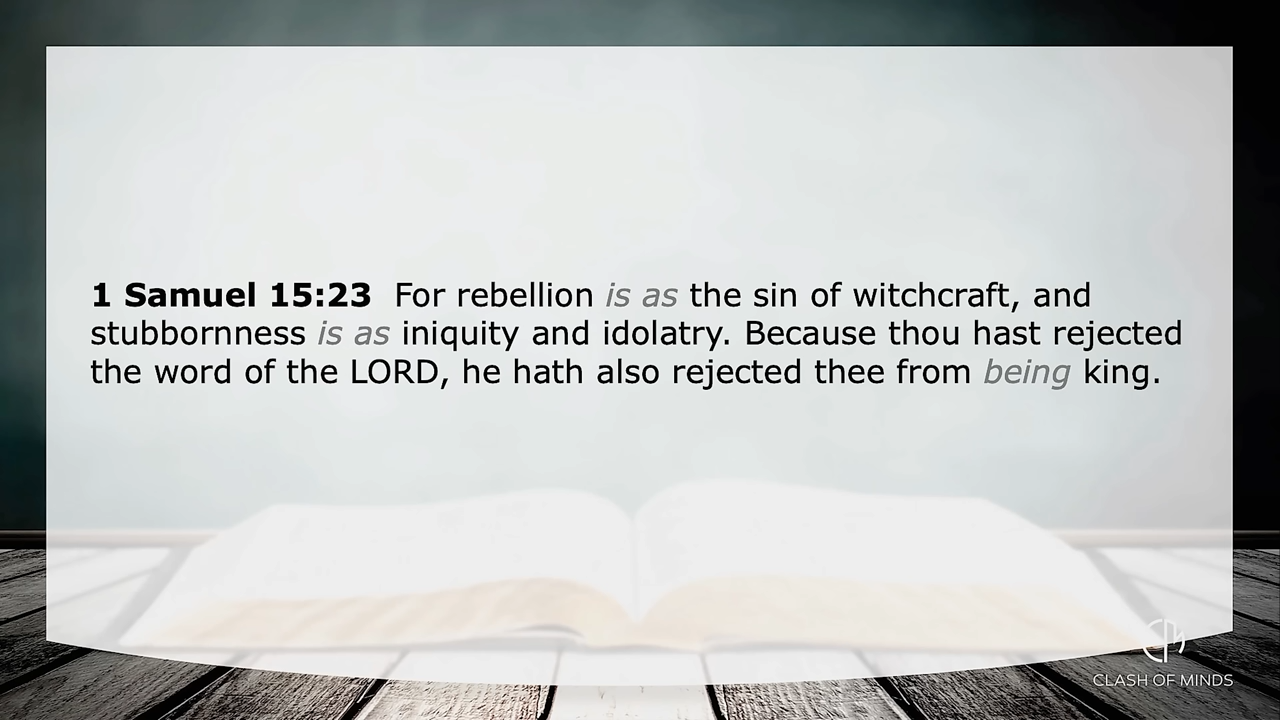 1 Samuel 15:23 For rebellion is as the sin of witchcraft, and
stubbornness is as iniquity and idolatry. Because thou hast rejected
the word of the LORD, he hath also rejected thee from being king.
CLASH OF MINDS